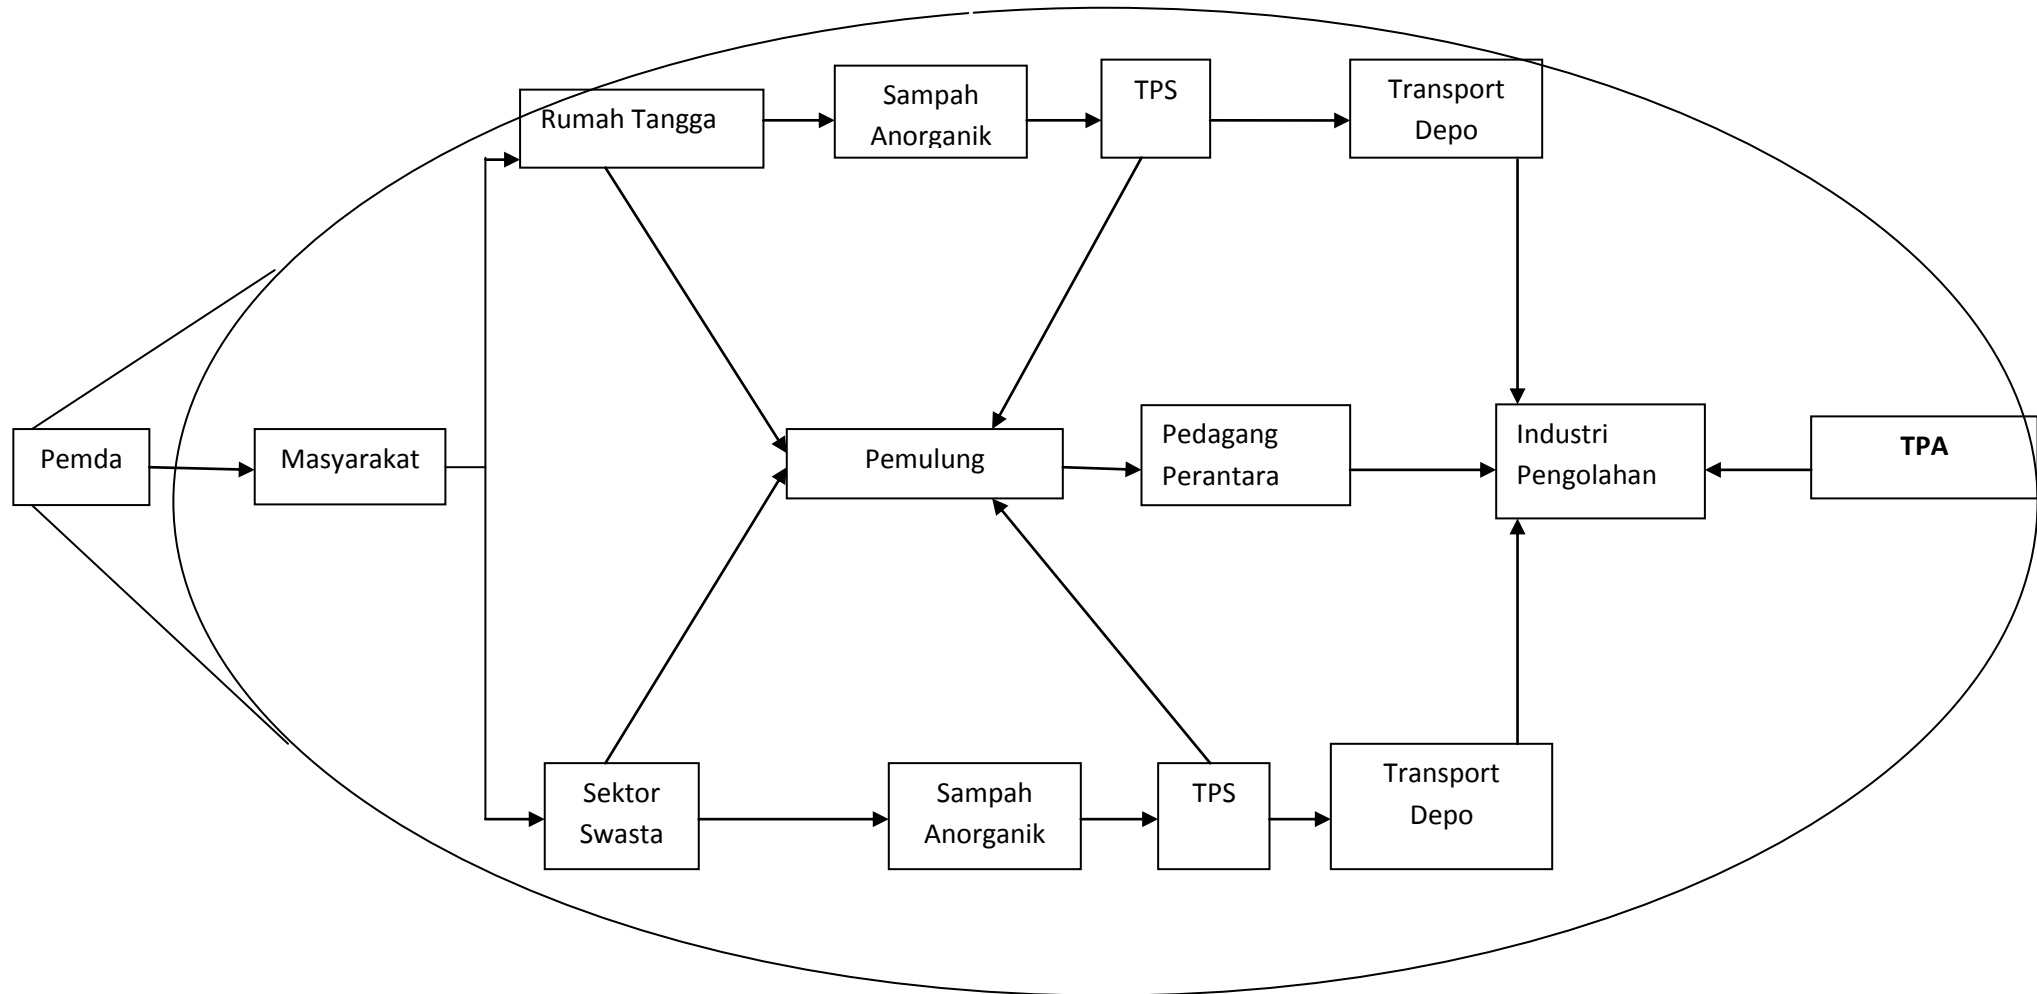 Rumah Tangga
Sampah
Anorganik
TPS
Transport
Depo
Pemda
Masyarakat
Pemulung
Pedagang
Perantara
Industri
Pengolahan
TPA
Sektor
Swasta
Sampah
Anorganik
TPS
Transport
Depo